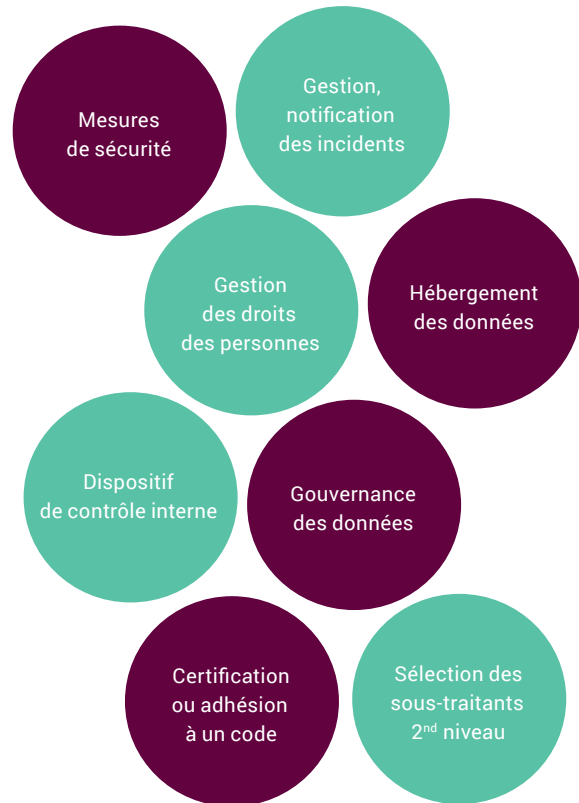 Mesures
de sécurité
Gestion,
notification
des incidents
Gestion
des droits
des personnes
Hébergement
des données
Dispositif
de contrôle interne
Gouvernance
des données
Certification
ou adhésion
à un code
Sélection des
sous-traitants
2nd niveau